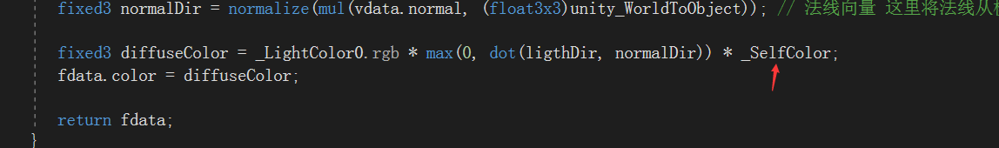 fixed3 normalDir = normalize(mul(vdata.normal, (float3x3)unity_WorldToObject)); // 法线向量 这里将法线从
fixed3 diffuseColor = _LightColor0.rgb * max(0, dot(ligthDir, normalDir)) * _SelfColor;
fdata.color = diffuseColor;
return fdata;
}